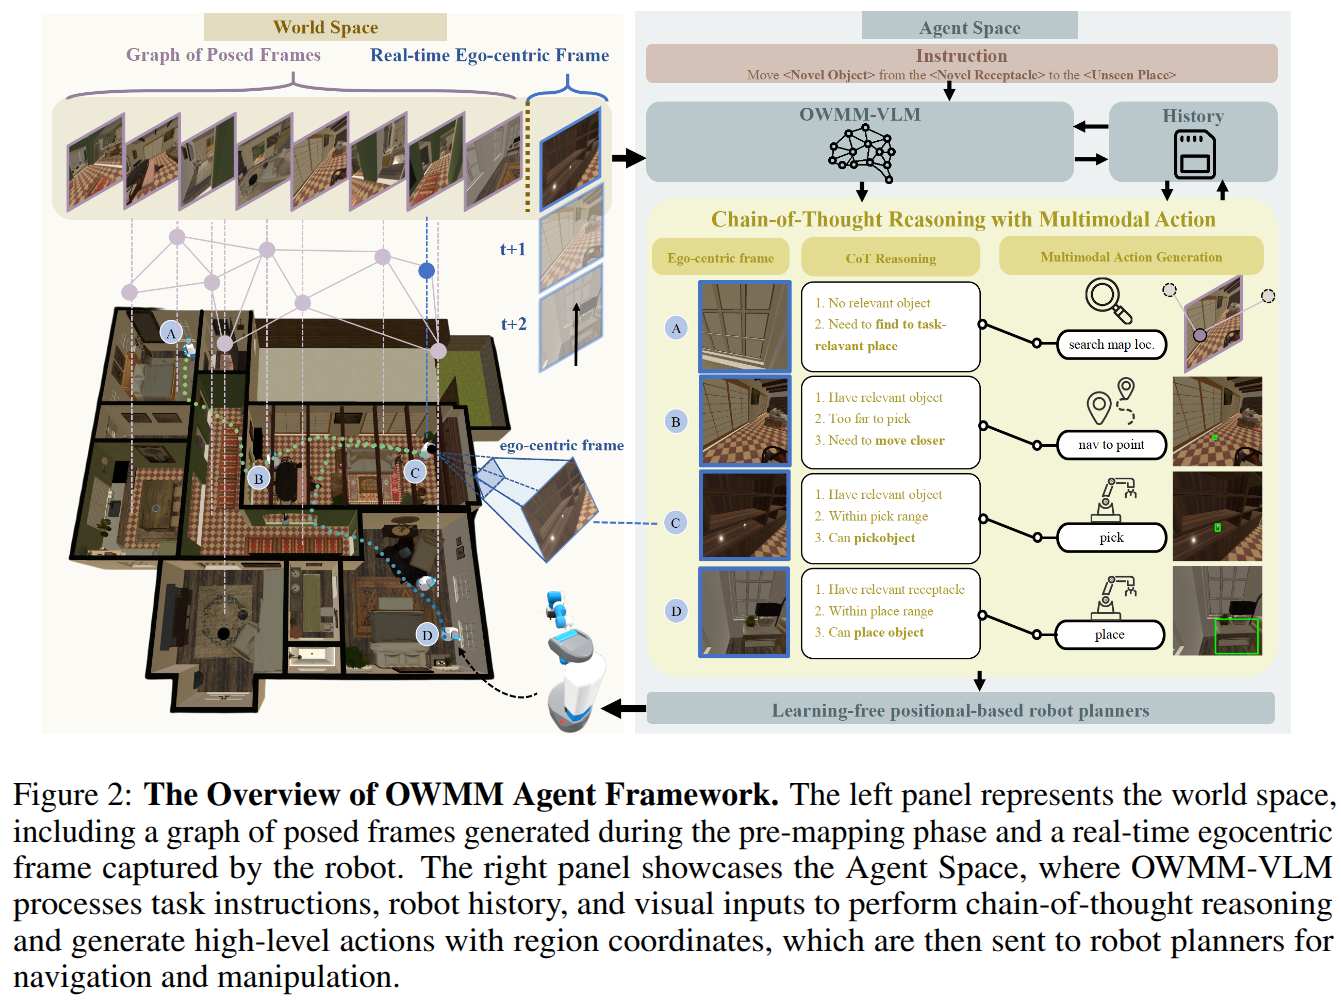 World Space
Graph of Posed Frames
Real-time Ego-centric Frame
t+1
t+2
A
B
C
D
ego-centric frame
Agent Space
Instruction
Move <Novel Object> from the <Novel Receptacle> to the <Unseen Place>
OWMM-VLM
History
Chain-of-Thought Reasoning with Multimodal Action
Ego-centric frame
CoT Reasoning
Multimodal Action Generation
A
1. No relevant object
2. Need to find to task-
relavant place
search map loc.
B
1. Have relevant object
2. Too far to pick
3. Need to move closer
nav to point
C
1. Have relevant object
2. Within pick range
3. Can pickobject
pick
D
1. Have relevant receptacle
2. Within place range
3. Can place object
place
Learning-free positional-based robot planners
Figure 2: The Overview of OWMM Agent Framework. The left panel represents the world space,
including a graph of posed frames generated during the pre-mapping phase and a real-time egocentric
frame captured by the robot. The right panel showcases the Agent Space, where OWMM-VLM
processes task instructions, robot history, and visual inputs to perform chain-of-thought reasoning
and generate high-level actions with region coordinates, which are then sent to robot planners for
navigation and manipulation.